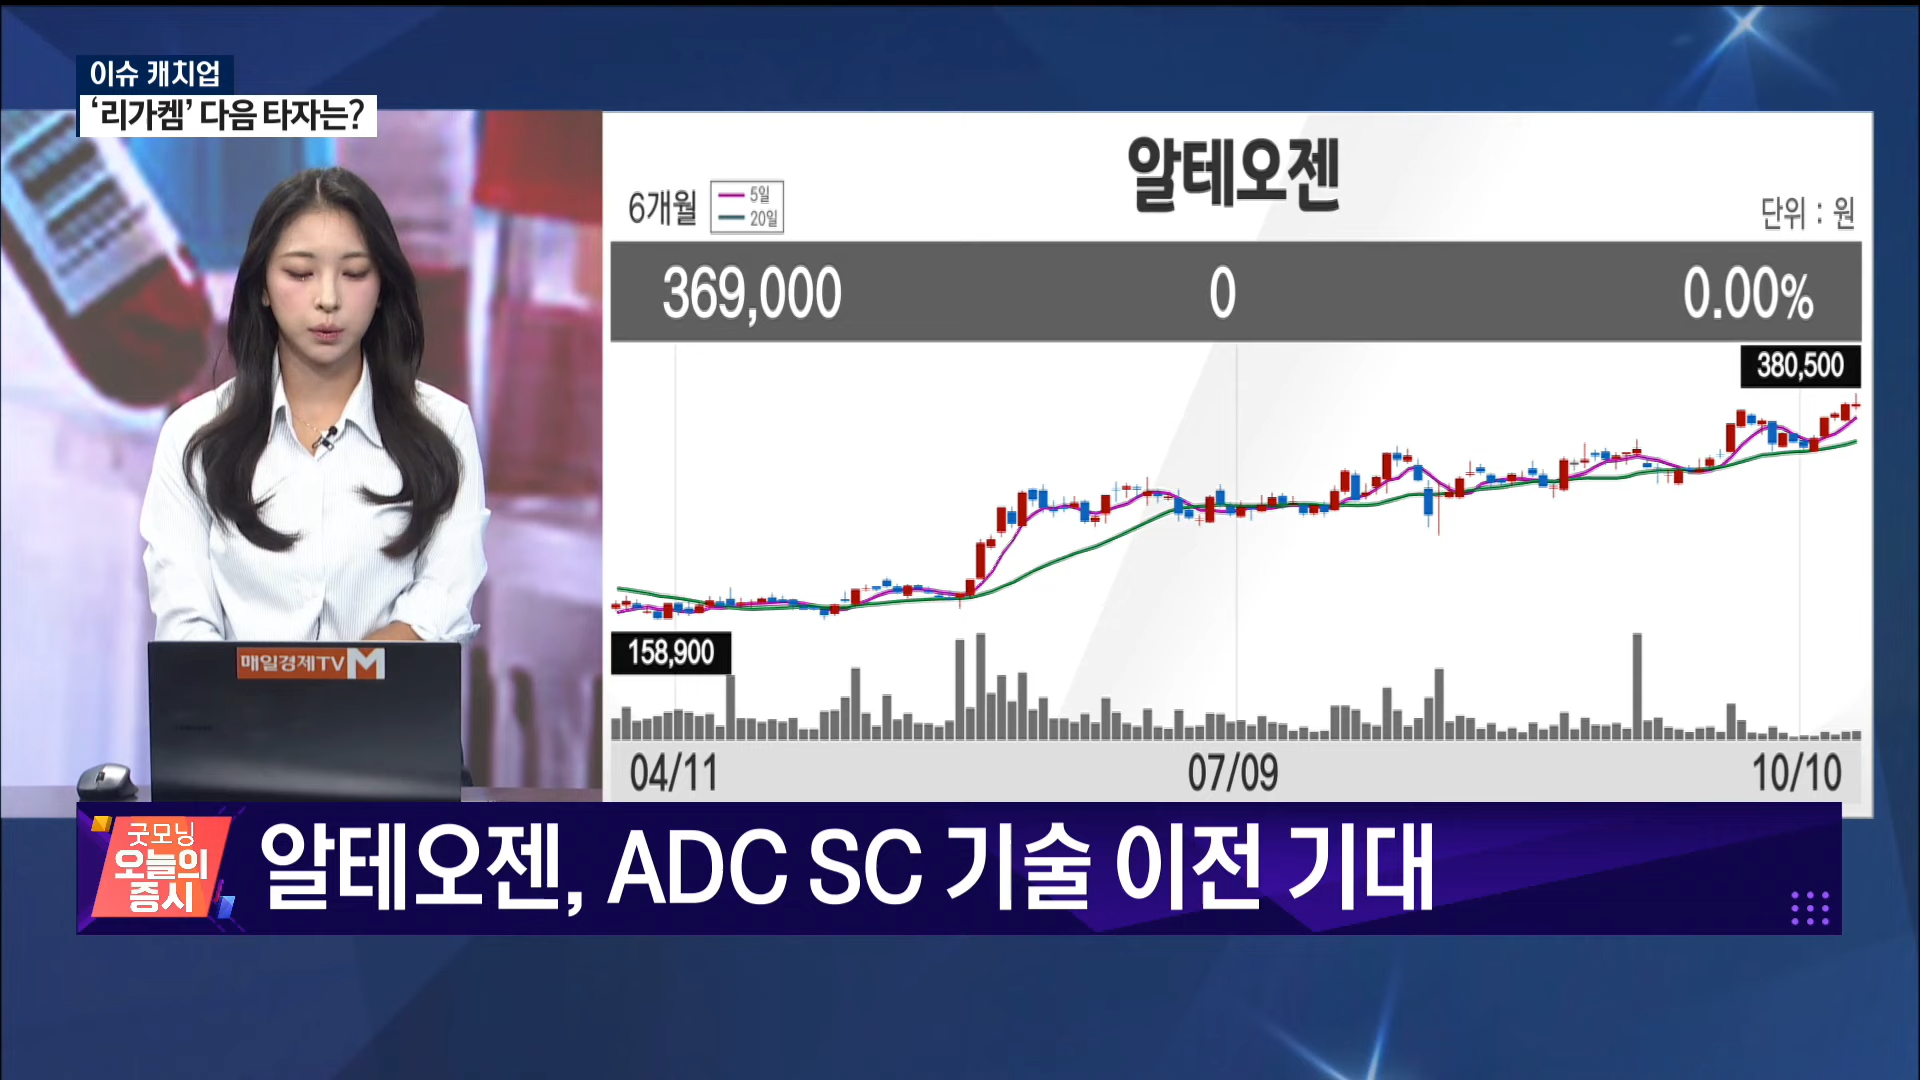 이슈 캐치업
‘리가켐’ 다음 타자는?
알테오젠
6개월
5일
20일
단위 : 원
369,000 0 0.00%
380,500
158,900
매일경제TV M
04/11 07/09 10/10
굿모닝
오늘의
증시
알테오젠, ADC SC 기술 이전 기대